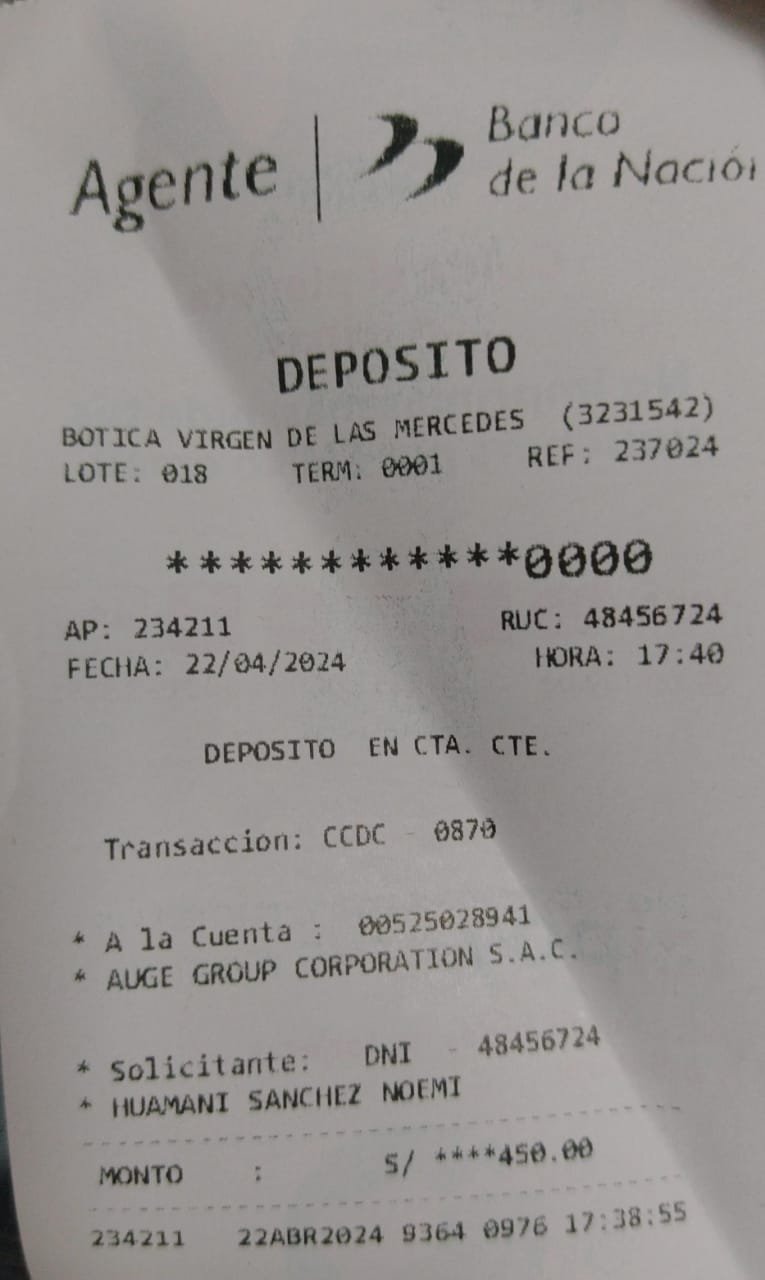 Agente
Banco
de la Nación
DEPOSITO
BOTICA VIRGEN DE LAS MERCEDES (3231542)
LOTE: 018 TERM: 0001 REF: 237024
************0000
AP: 234211 RUC: 48456724
FECHA: 22/04/2024 HORA: 17:40
DEPOSITO EN CTA. CTE.
Transaccion: CCDC - 0870
* A la Cuenta : 00525028941
* AUGE GROUP CORPORATION S.A.C.
* Solicitante: DNI - 48456724
* HUAMANI SANCHEZ NOEMI
MONTO : S/ ****450.00
234211 22ABR2024 9364 0976 17:38:55